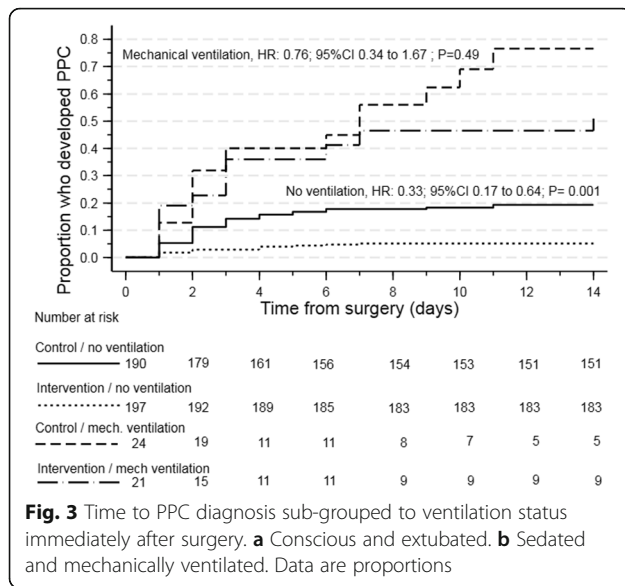 0.8
Mechanical ventilation, HR: 0.76; 95%CI 0.34 to 1.67 ; P=0.49
0.7
0.6
0.5
0.4
0.3
No ventilation, HR: 0.33; 95%CI 0.17 to 0.64; P= 0.001
0.2
0.1
0.0
Proportion who developed PPC
0 2 4 6 8 10 12 14
Time from surgery (days)
Number at risk
Control / no ventilation
190 179 161 156 154 153 151 151
Intervention / no ventilation
197 192 189 185 183 183 183 183
Control / mech. ventilation
24 19 11 11 8 7 5 5
Intervention / mech ventilation
21 15 11 11 9 9 9 9
Fig. 3 Time to PPC diagnosis sub-grouped to ventilation status
immediately after surgery. a Conscious and extubated. b Sedated
and mechanically ventilated. Data are proportions